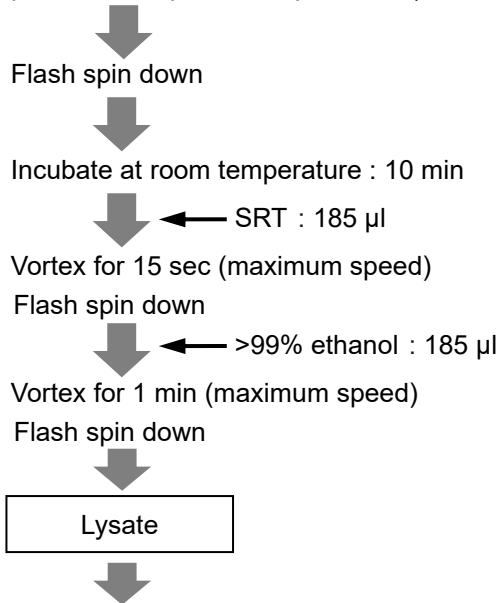 Flash spin down
Incubate at room temperature : 10 min
SRT : 185 µl
Vortex for 15 sec (maximum speed)
Flash spin down
>99% ethanol : 185 µl
Vortex for 1 min (maximum speed)
Flash spin down
Lysate